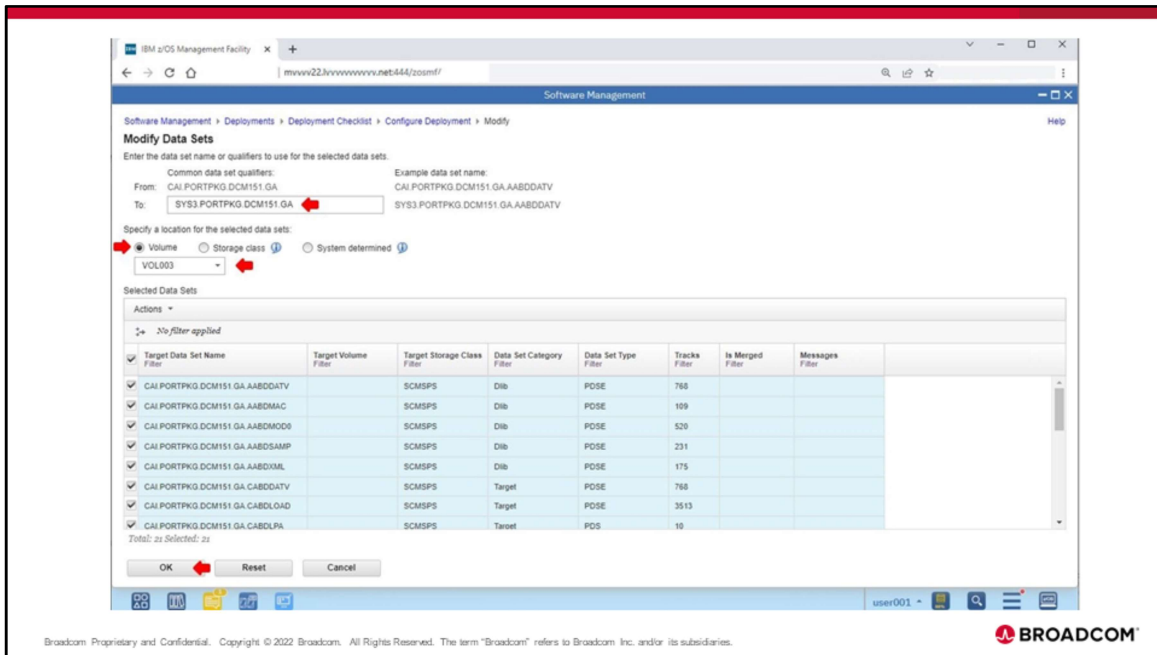 IBM z/OS Management Facility
.net:444/zosmf/
Software Management
Software Management › Deployments › Deployment Checklist › Configure Deployment › Modify
Help
Modify Data Sets
Enter the data set name or qualifiers to use for the selected data sets.
Common data set qualifiers: Example data set name:
From: CAI.PORTPKG.DCM151.GA CAI.PORTPKG.DCM151.GA.AABDDATV
To: SYS3.PORTPKG.DCM151.GA SYS3.PORTPKG.DCM151.GA.AABDDATV
Specify a location for the selected data sets:
Volume Storage class System determined
VOL003
Selected Data Sets
Actions
No filter applied
Target Data Set Name Target Volume Target Storage Class Data Set Category Data Set Type Tracks Is Merged Messages
Filter Filter Filter Filter Filter Filter Filter Filter
CAI.PORTPKG.DCM151.GA.AABDDATV SCMSPS Dlib PDSE 768
CAI.PORTPKG.DCM151.GA.AABDMAC SCMSPS Dlib PDSE 109
CAI.PORTPKG.DCM151.GA.AABDMOD0 SCMSPS Dlib PDSE 520
CAI.PORTPKG.DCM151.GA.AABDSAMP SCMSPS Dlib PDSE 231
CAI.PORTPKG.DCM151.GA.AABDXML SCMSPS Dlib PDSE 175
CAI.PORTPKG.DCM151.GA.CABDDATV SCMSPS Target PDSE 768
CAI.PORTPKG.DCM151.GA.CABDLOAD SCMSPS Target PDSE 3513
CAI.PORTPKG.DCM151.GA.CABDLPA SCMSPS Target PDS 10
Total: 21 Selected: 21
OK Reset Cancel
user001
Broadcom Proprietary and Confidential. Copyright © 2022 Broadcom. All Rights Reserved. The term "Broadcom" refers to Broadcom Inc. and/or its subsidiaries.
BROADCOM